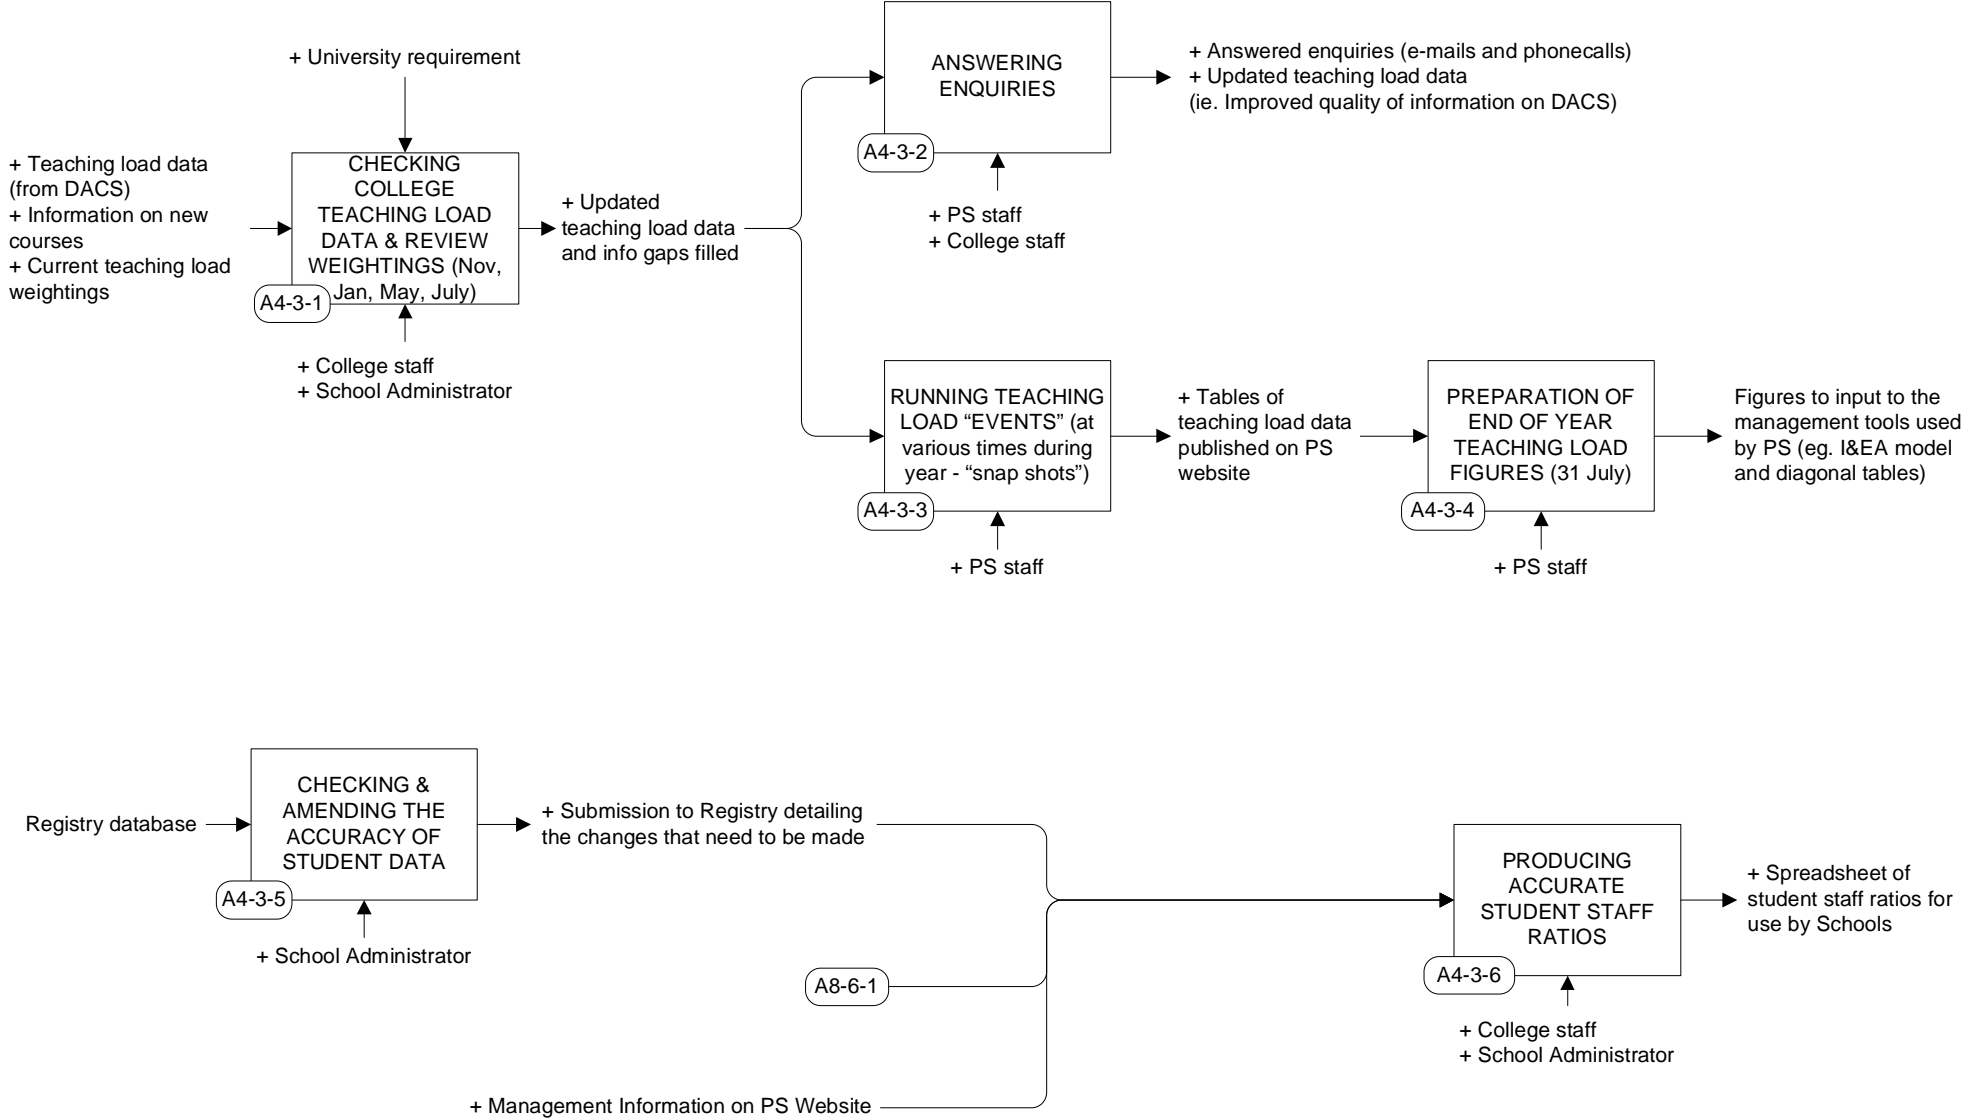 + University requirement
+ Teaching load data
(from DACS)
+ Information on new
courses
+ Current teaching load
weightings
CHECKING
COLLEGE
TEACHING LOAD
DATA & REVIEW
WEIGHTINGS (Nov,
Jan, May, July)
A4-3-1
+ College staff
+ School Administrator
+ Updated
teaching load data
and info gaps filled
ANSWERING
ENQUIRIES
A4-3-2
+ PS staff
+ College staff
+ Answered enquiries (e-mails and phonecalls)
+ Updated teaching load data
(ie. Improved quality of information on DACS)
RUNNING TEACHING
LOAD “EVENTS” (at
various times during
year - “snap shots”)
A4-3-3
+ PS staff
+ Tables of
teaching load data
published on PS
website
PREPARATION OF
END OF YEAR
TEACHING LOAD
FIGURES (31 July)
A4-3-4
+ PS staff
Figures to input to the
management tools used
by PS (eg. I&EA model
and diagonal tables)
Registry database
CHECKING &
AMENDING THE
ACCURACY OF
STUDENT DATA
A4-3-5
+ School Administrator
+ Submission to Registry detailing
the changes that need to be made
A8-6-1
+ Management Information on PS Website
PRODUCING
ACCURATE
STUDENT STAFF
RATIOS
A4-3-6
+ College staff
+ School Administrator
+ Spreadsheet of
student staff ratios for
use by Schools